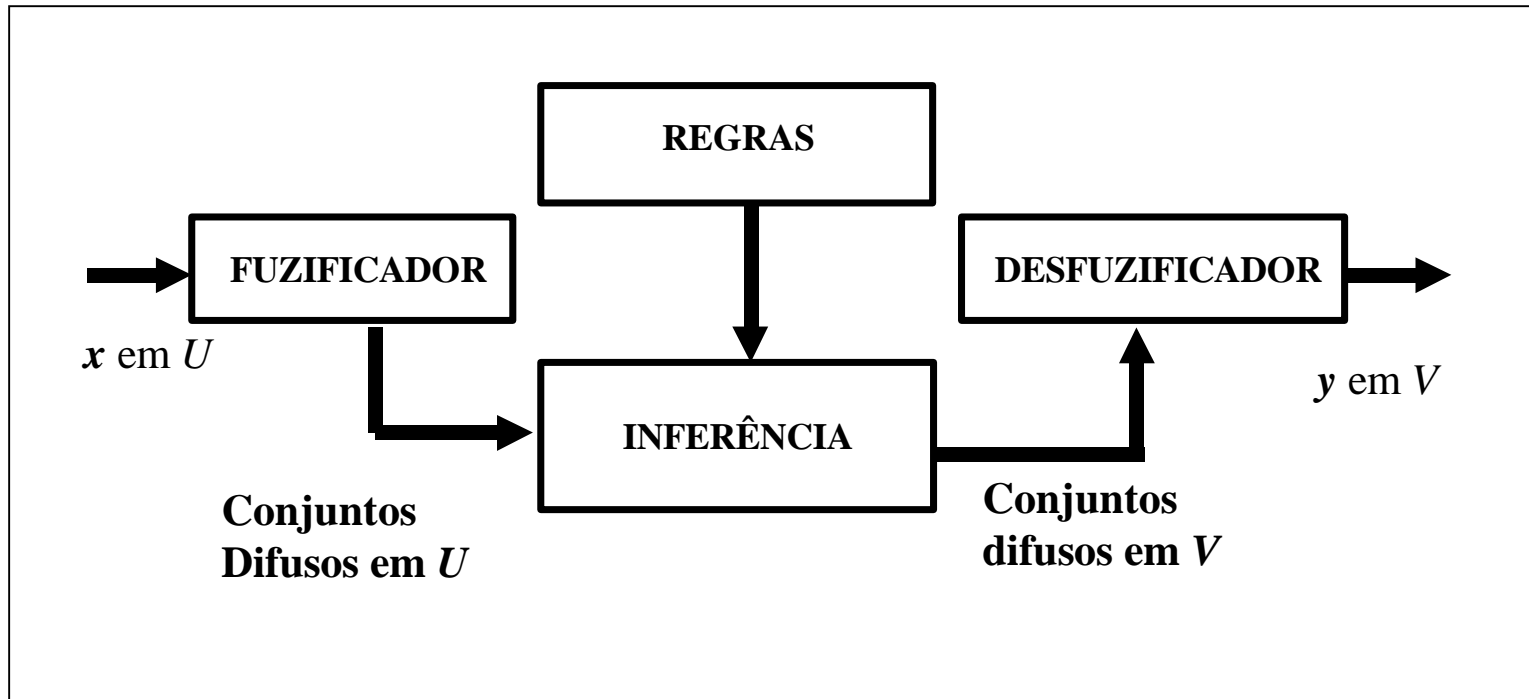 REGRAS
FUZIFICADOR
DESFUZIFICADOR
x em U
y em V
INFERÊNCIA
Conjuntos
Difusos em U
Conjuntos
difusos em V